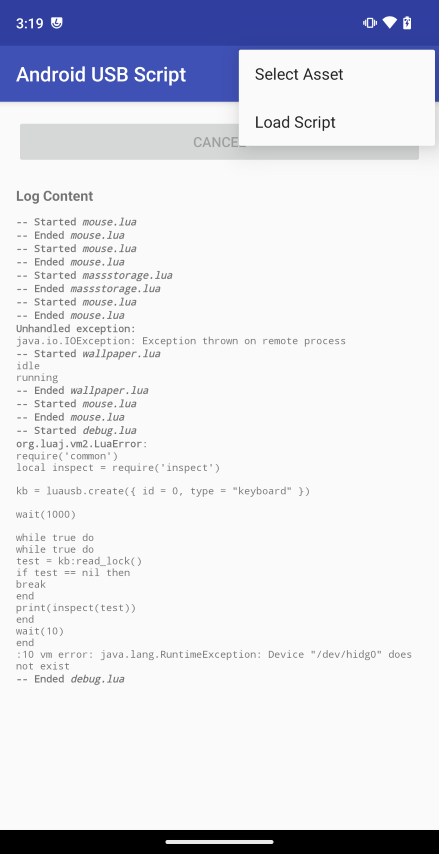 3:19
Android USB Script
Select Asset
Load Script
CANCEL
Log Content
-- Started mouse.lua
-- Ended mouse.lua
-- Started mouse.lua
-- Ended mouse.lua
-- Started massstorage.lua
-- Ended massstorage.lua
-- Started mouse.lua
-- Ended mouse.lua
Unhandled exception:
java.io.IOException: Exception thrown on remote process
-- Started wallpaper.lua
idle
running
-- Ended wallpaper.lua
-- Started mouse.lua
-- Ended mouse.lua
-- Started debug.lua
org.luaj.vm2.LuaError:
require('common')
local inspect = require('inspect')
kb = luausb.create({ id = 0, type = "keyboard" })
wait(1000)
while true do
while true do
test = kb:read_lock()
if test == nil then
break
end
print(inspect(test))
end
wait(10)
end
:10 vm error: java.lang.RuntimeException: Device "/dev/hidg0" does
not exist
-- Ended debug.lua